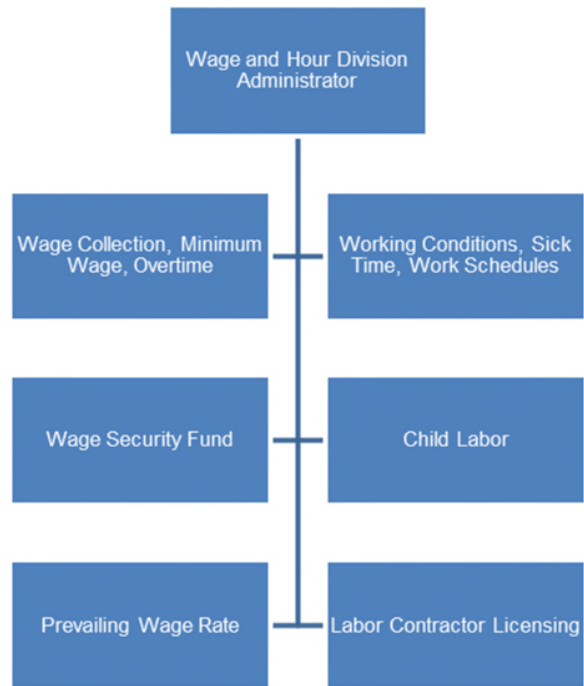 Wage and Hour Division
Administrator
Wage Collection, Minimum
Wage, Overtime
Working Conditions, Sick
Time, Work Schedules
Wage Security Fund
Child Labor
Prevailing Wage Rate
Labor Contractor Licensing